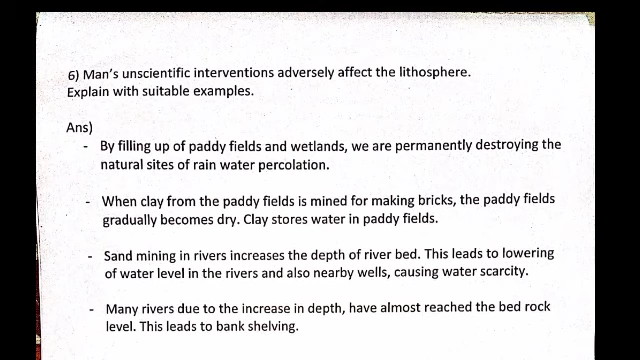 6) Man's unscientific interventions adversely affect the lithosphere.
Explain with suitable examples.
Ans)
- By filling up of paddy fields and wetlands, we are permanently destroying the
natural sites of rain water percolation.
- When clay from the paddy fields is mined for making bricks, the paddy fields
gradually becomes dry. Clay stores water in paddy fields.
- Sand mining in rivers increases the depth of river bed. This leads to lowering
of water level in the rivers and also nearby wells, causing water scarcity.
- Many rivers due to the increase in depth, have almost reached the bed rock
level. This leads to bank shelving.